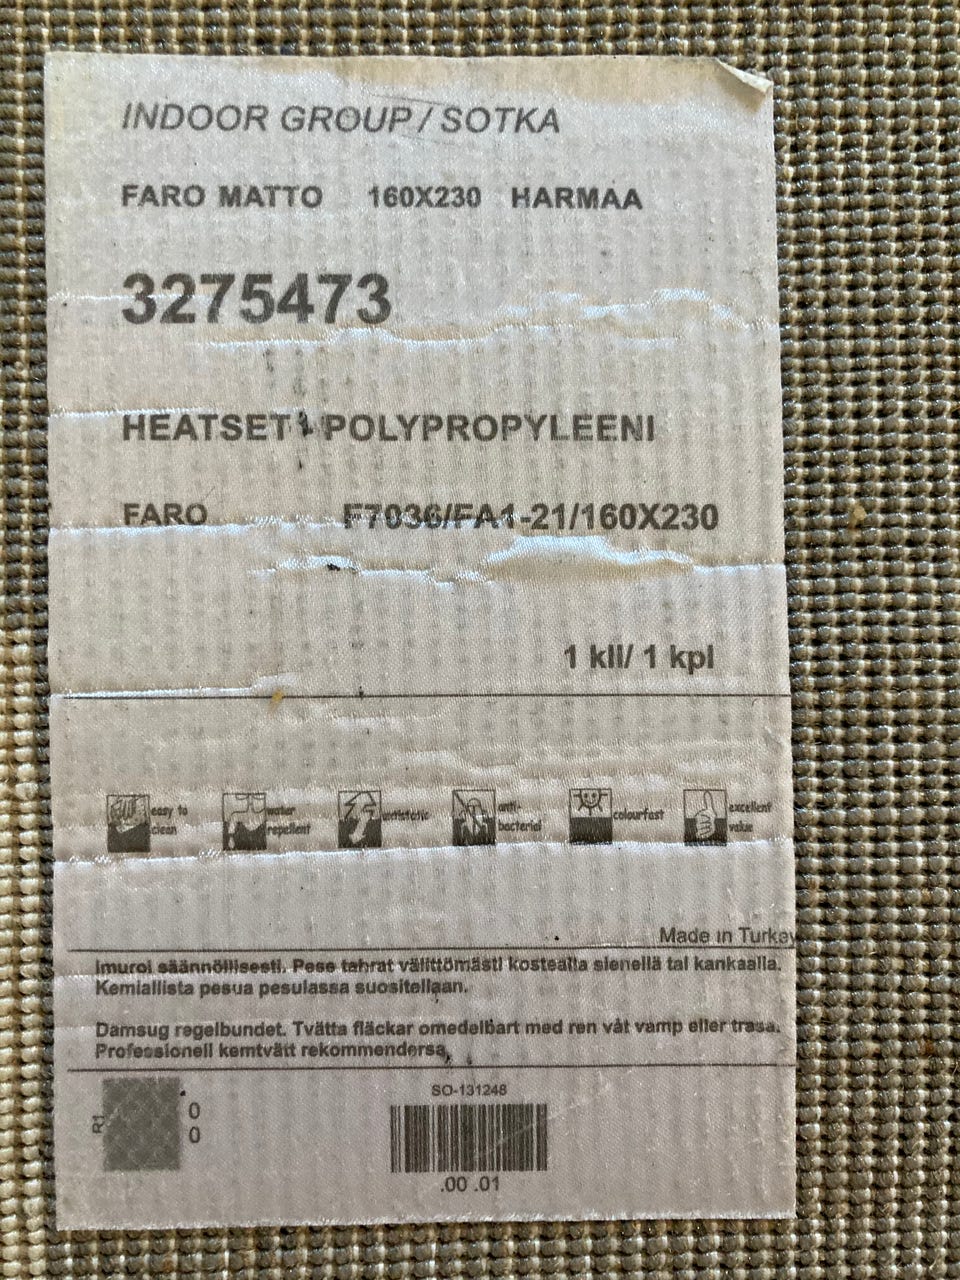 INDOOR GROUP / SOTKA
FARO MATTO 160X230 HARMAA
3275473
HEATSET POLYPROPYLEENI
FARO F7036/FA1-21/160X230
1 kll/ 1 kpl
easy to clean
water repellent
antistatic
anti-bacterial
colourfast
excellent value
Made in Turkey
Imuroi säännöllisesti. Pese tahrat välittömästi kostealla sienellä tai kankaalla.
Kemiallista pesua pesulassa suositellaan.
Damsug regelbundet. Tvätta fläckar omedelbart med ren våt vamp eller trasa.
Professionell kemtvätt rekommendersa,
R1
0
0
SO-131248
.00 .01